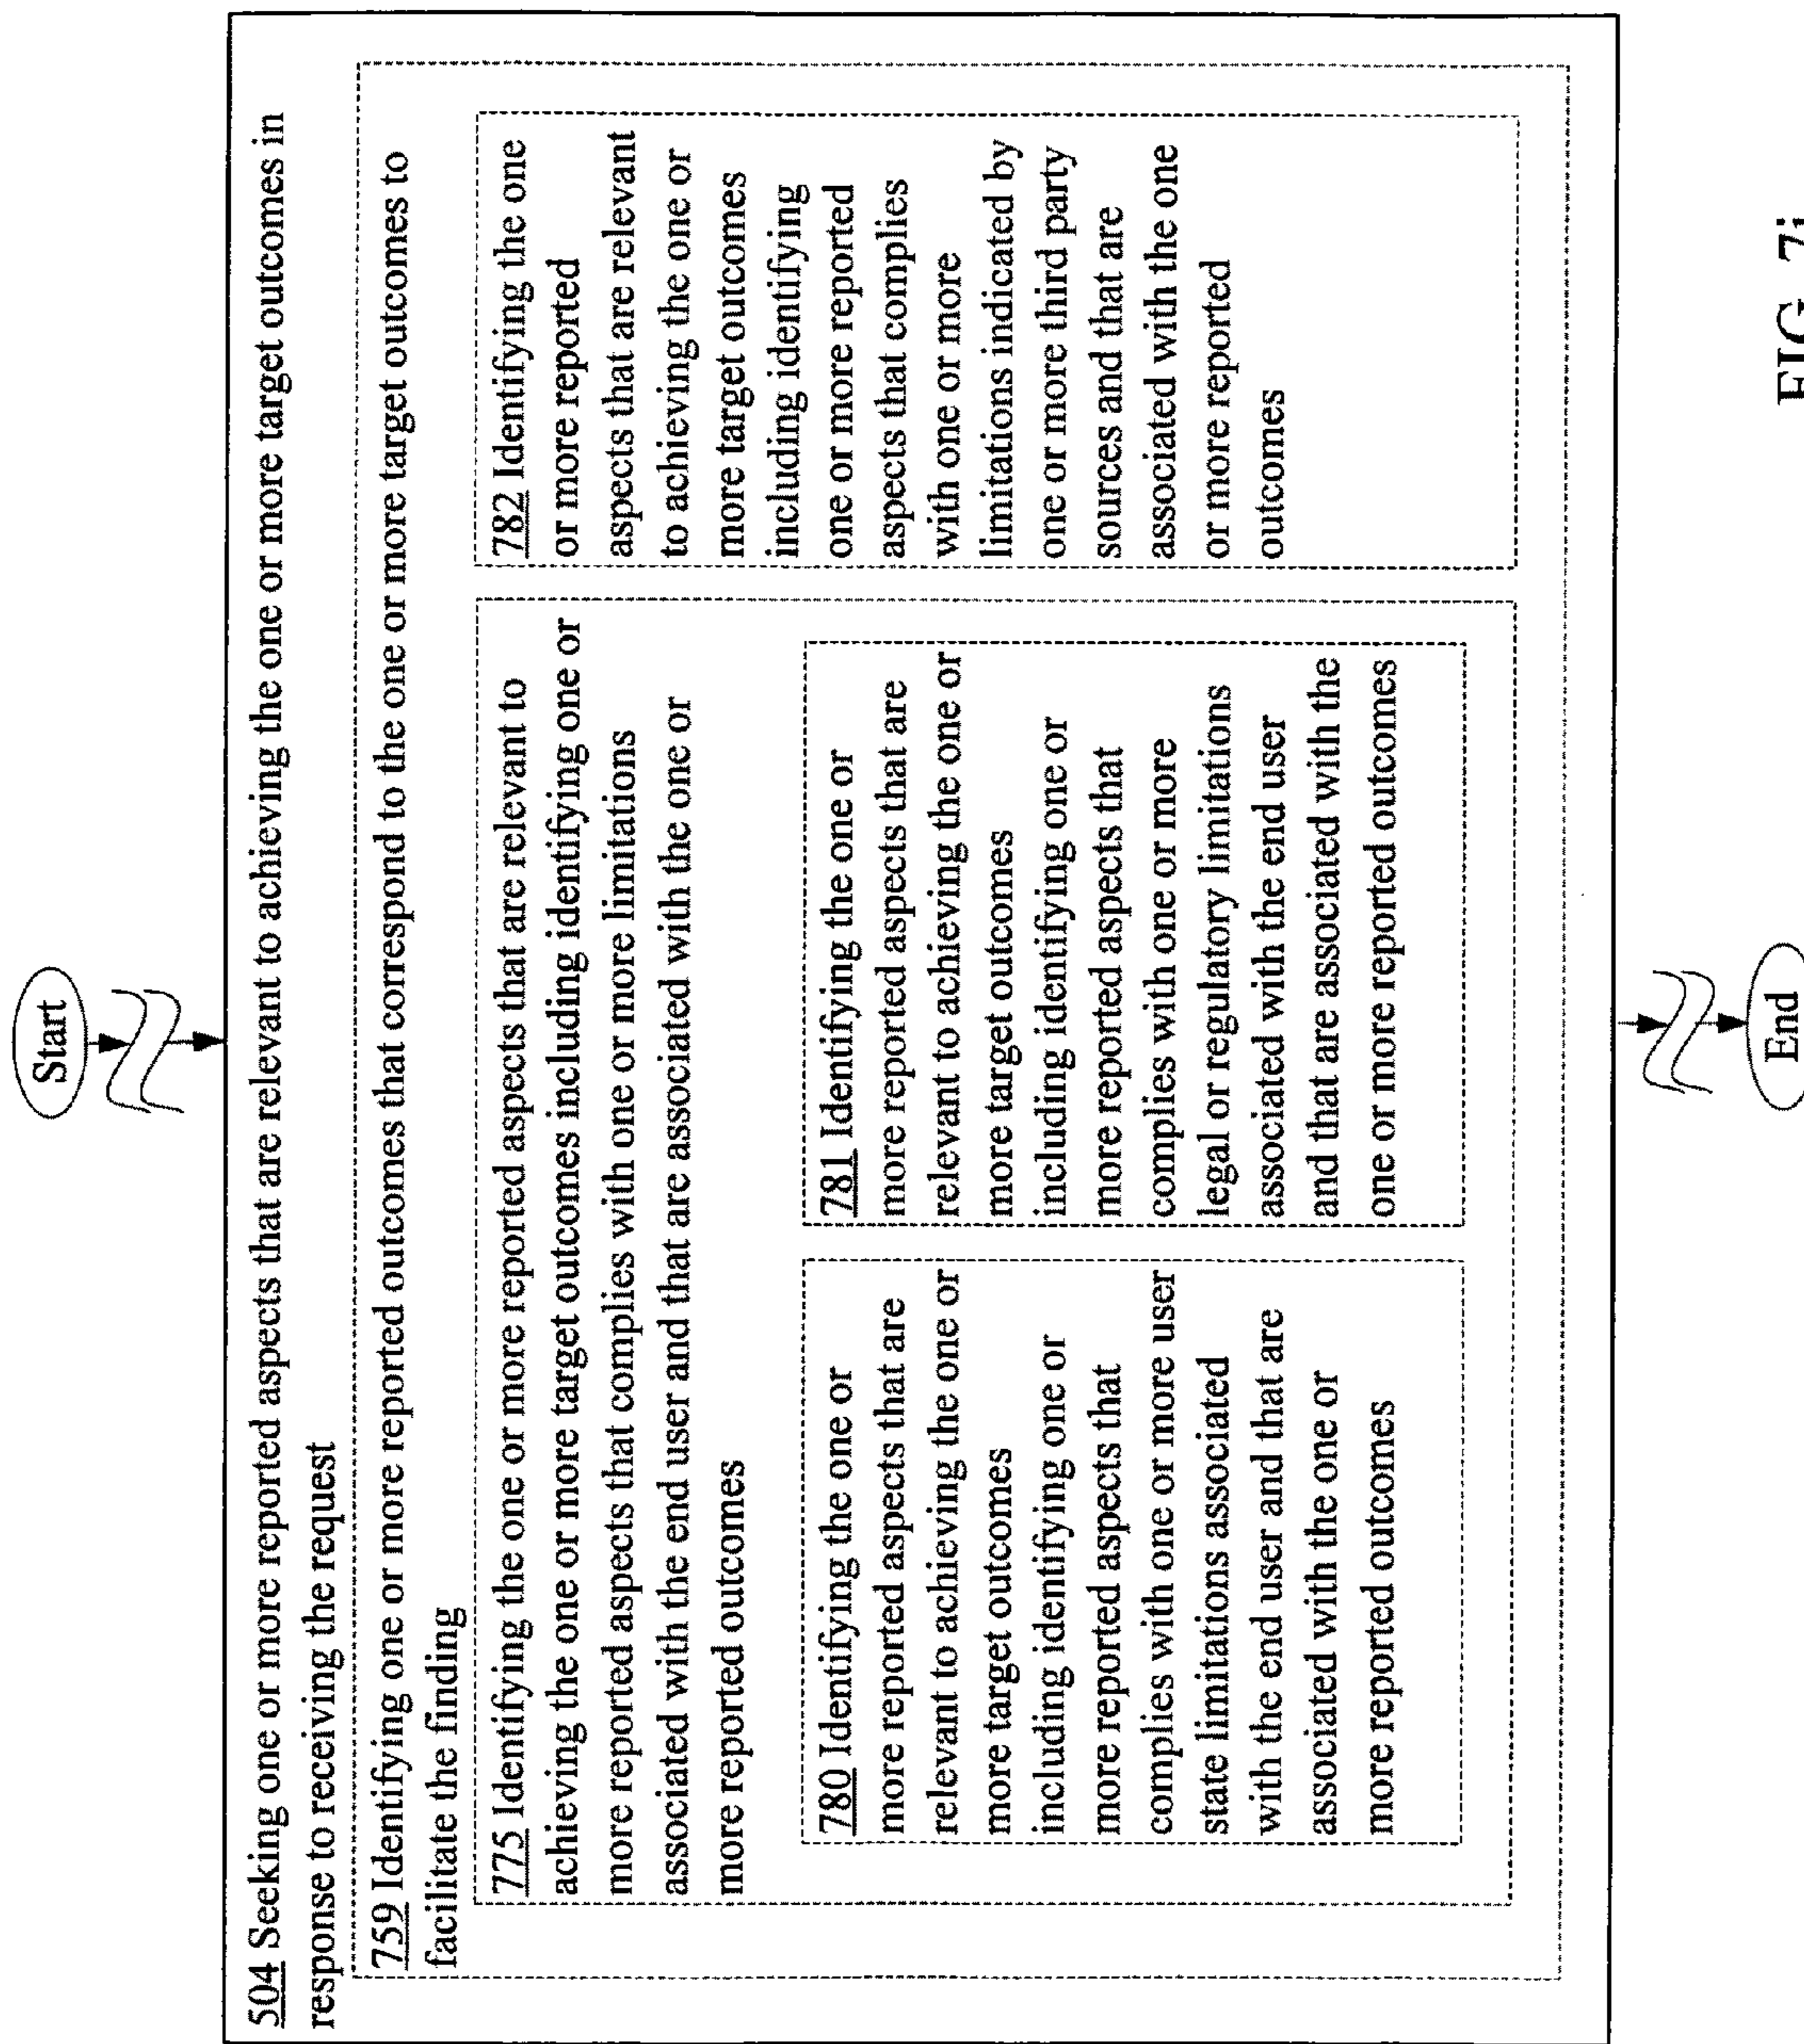 Start
504 Seeking one or more reported aspects that are relevant to achieving the one or more target outcomes in
response to receiving the request
759 Identifying one or more reported outcomes that correspond to the one or more target outcomes to
facilitate the finding
775 Identifying the one or more reported aspects that are relevant to
achieving the one or more target outcomes including identifying one or
more reported aspects that complies with one or more limitations
associated with the end user and that are associated with the one or
more reported outcomes
780 Identifying the one or
more reported aspects that are
relevant to achieving the one or
more target outcomes
including identifying one or
more reported aspects that
complies with one or more user
state limitations associated
with the end user and that are
associated with the one or
more reported outcomes
781 Identifying the one or
more reported aspects that are
relevant to achieving the one or
more target outcomes
including identifying one or
more reported aspects that
complies with one or more
legal or regulatory limitations
associated with the end user
and that are associated with the
one or more reported outcomes
782 Identifying the one
or more reported
aspects that are relevant
to achieving the one or
more target outcomes
including identifying
one or more reported
aspects that complies
with one or more
limitations indicated by
one or more third party
sources and that are
associated with the one
or more reported
outcomes
End
FIG. 7i